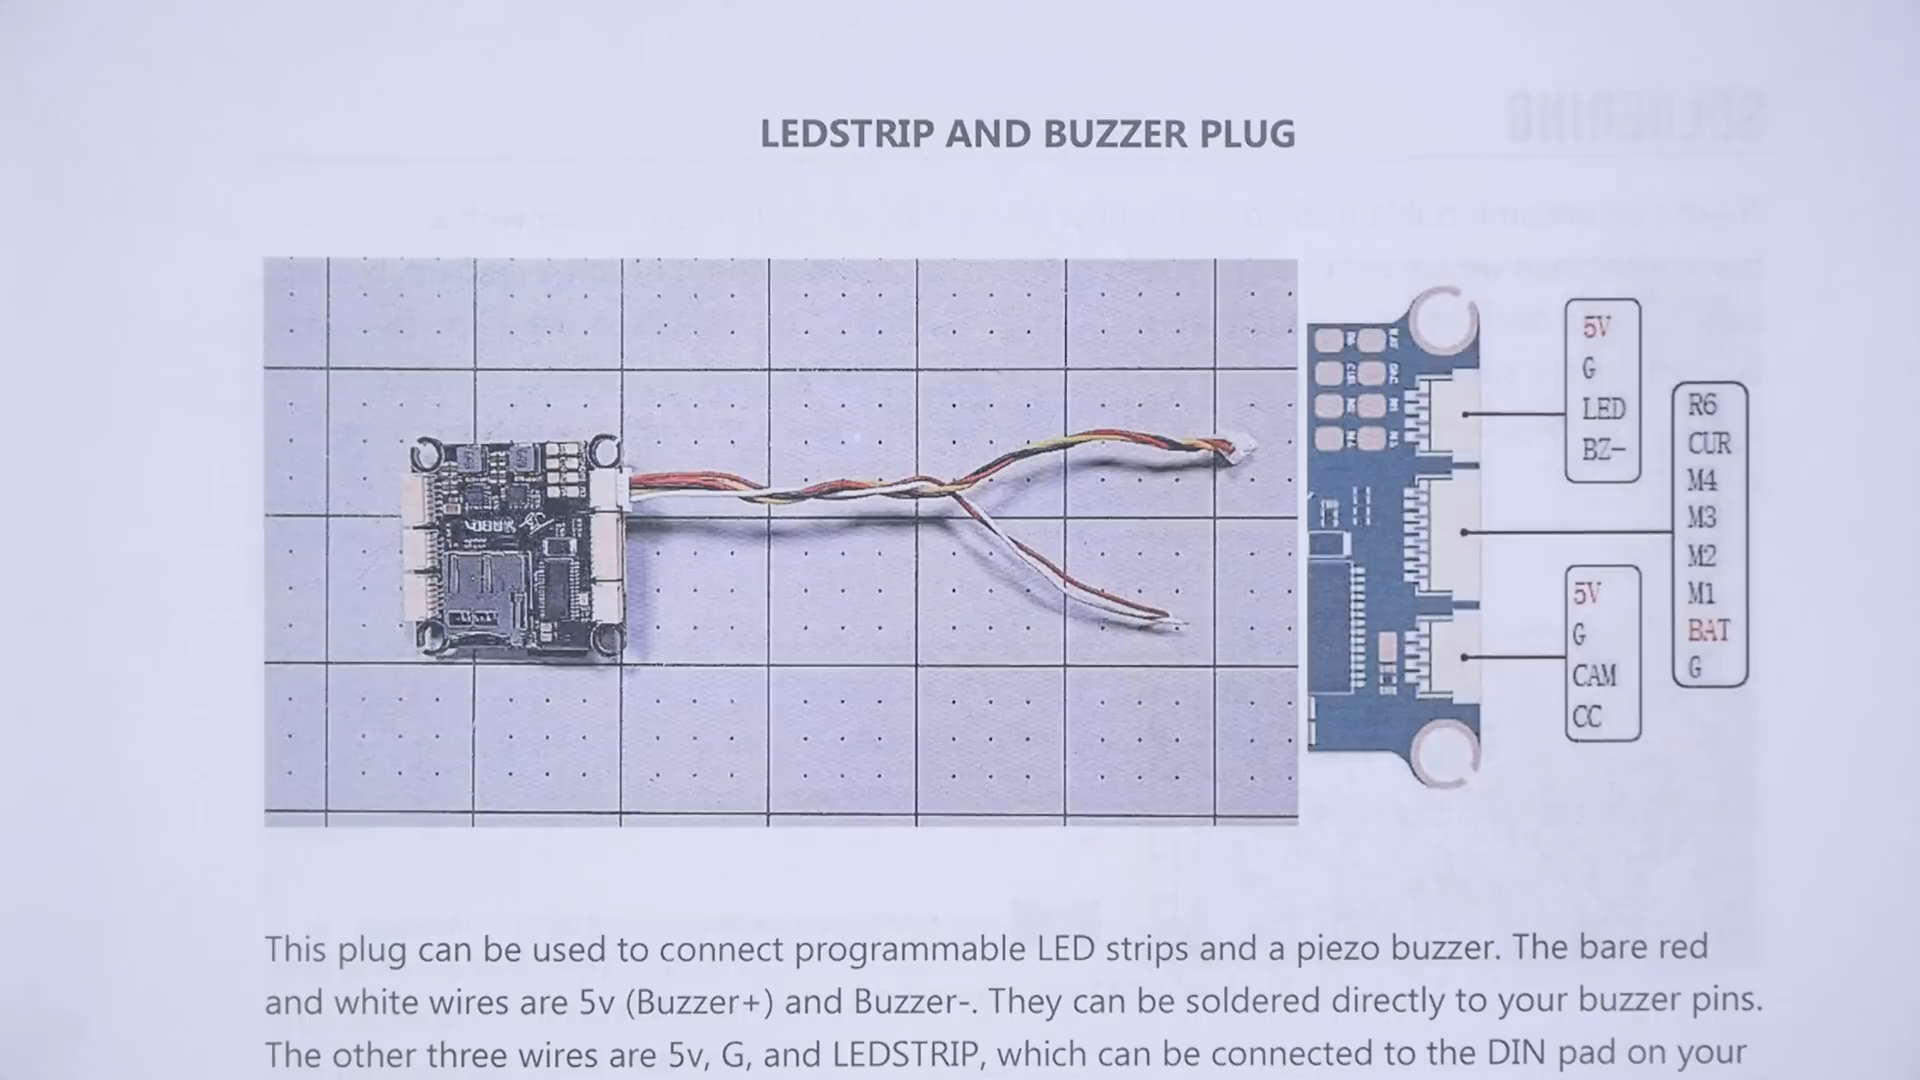 LEDSTRIP AND BUZZER PLUG
5V
G
LED
BZ-
R6
CUR
M4
M3
M2
M1
BAT
G
5V
G
CAM
CC
This plug can be used to connect programmable LED strips and a piezo buzzer. The bare red
and white wires are 5v (Buzzer+) and Buzzer-. They can be soldered directly to your buzzer pins.
The other three wires are 5v, G, and LEDSTRIP, which can be connected to the DIN pad on your